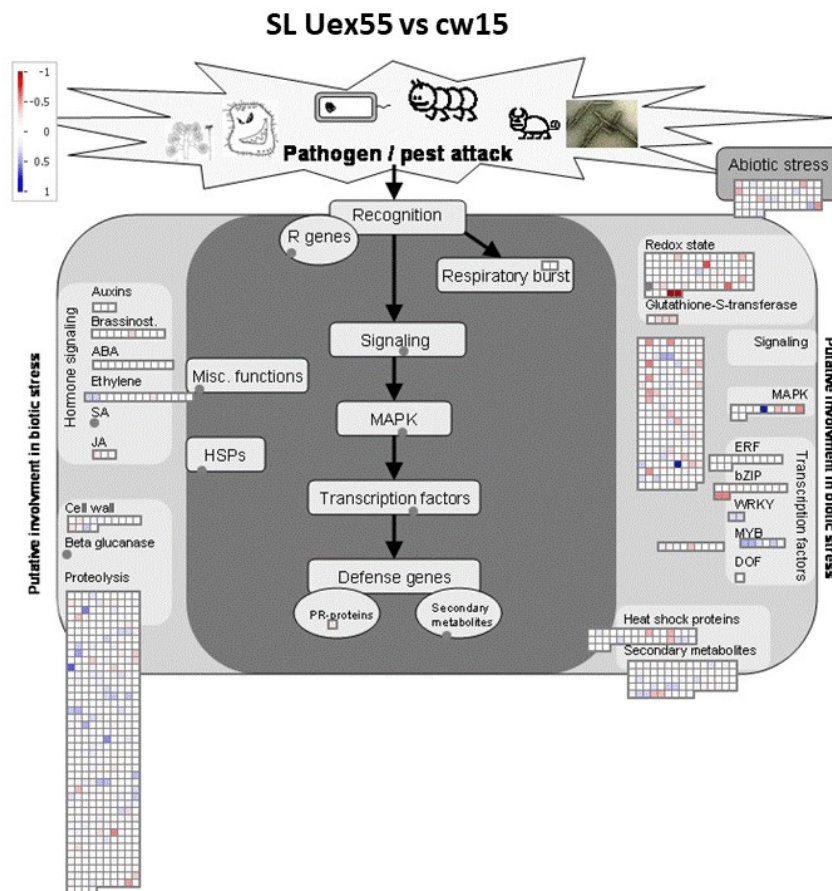 SL Uex55 vs cw15
-1
-0.5
0
0.5
1
Pathogen / pest attack
Abiotic stress
Recognition
R genes
Respiratory burst
Redox state
Glutathione-S-transferase
Auxins
Brassinost.
ABA
Ethylene
SA
JA
Hormone signaling
Signaling
Signaling
Misc. functions
MAPK
MAPK
HSPs
ERF
bZIP
WRKY
MYB
DOF
Transcription factors
Transcription factors
Cell wall
Beta glucanase
Proteolysis
Defense genes
PR-proteins
Secondary
metabolites
Heat shock proteins
Secondary metabolites
Putative involvment in biotic stress
Putative involvment in biotic stress